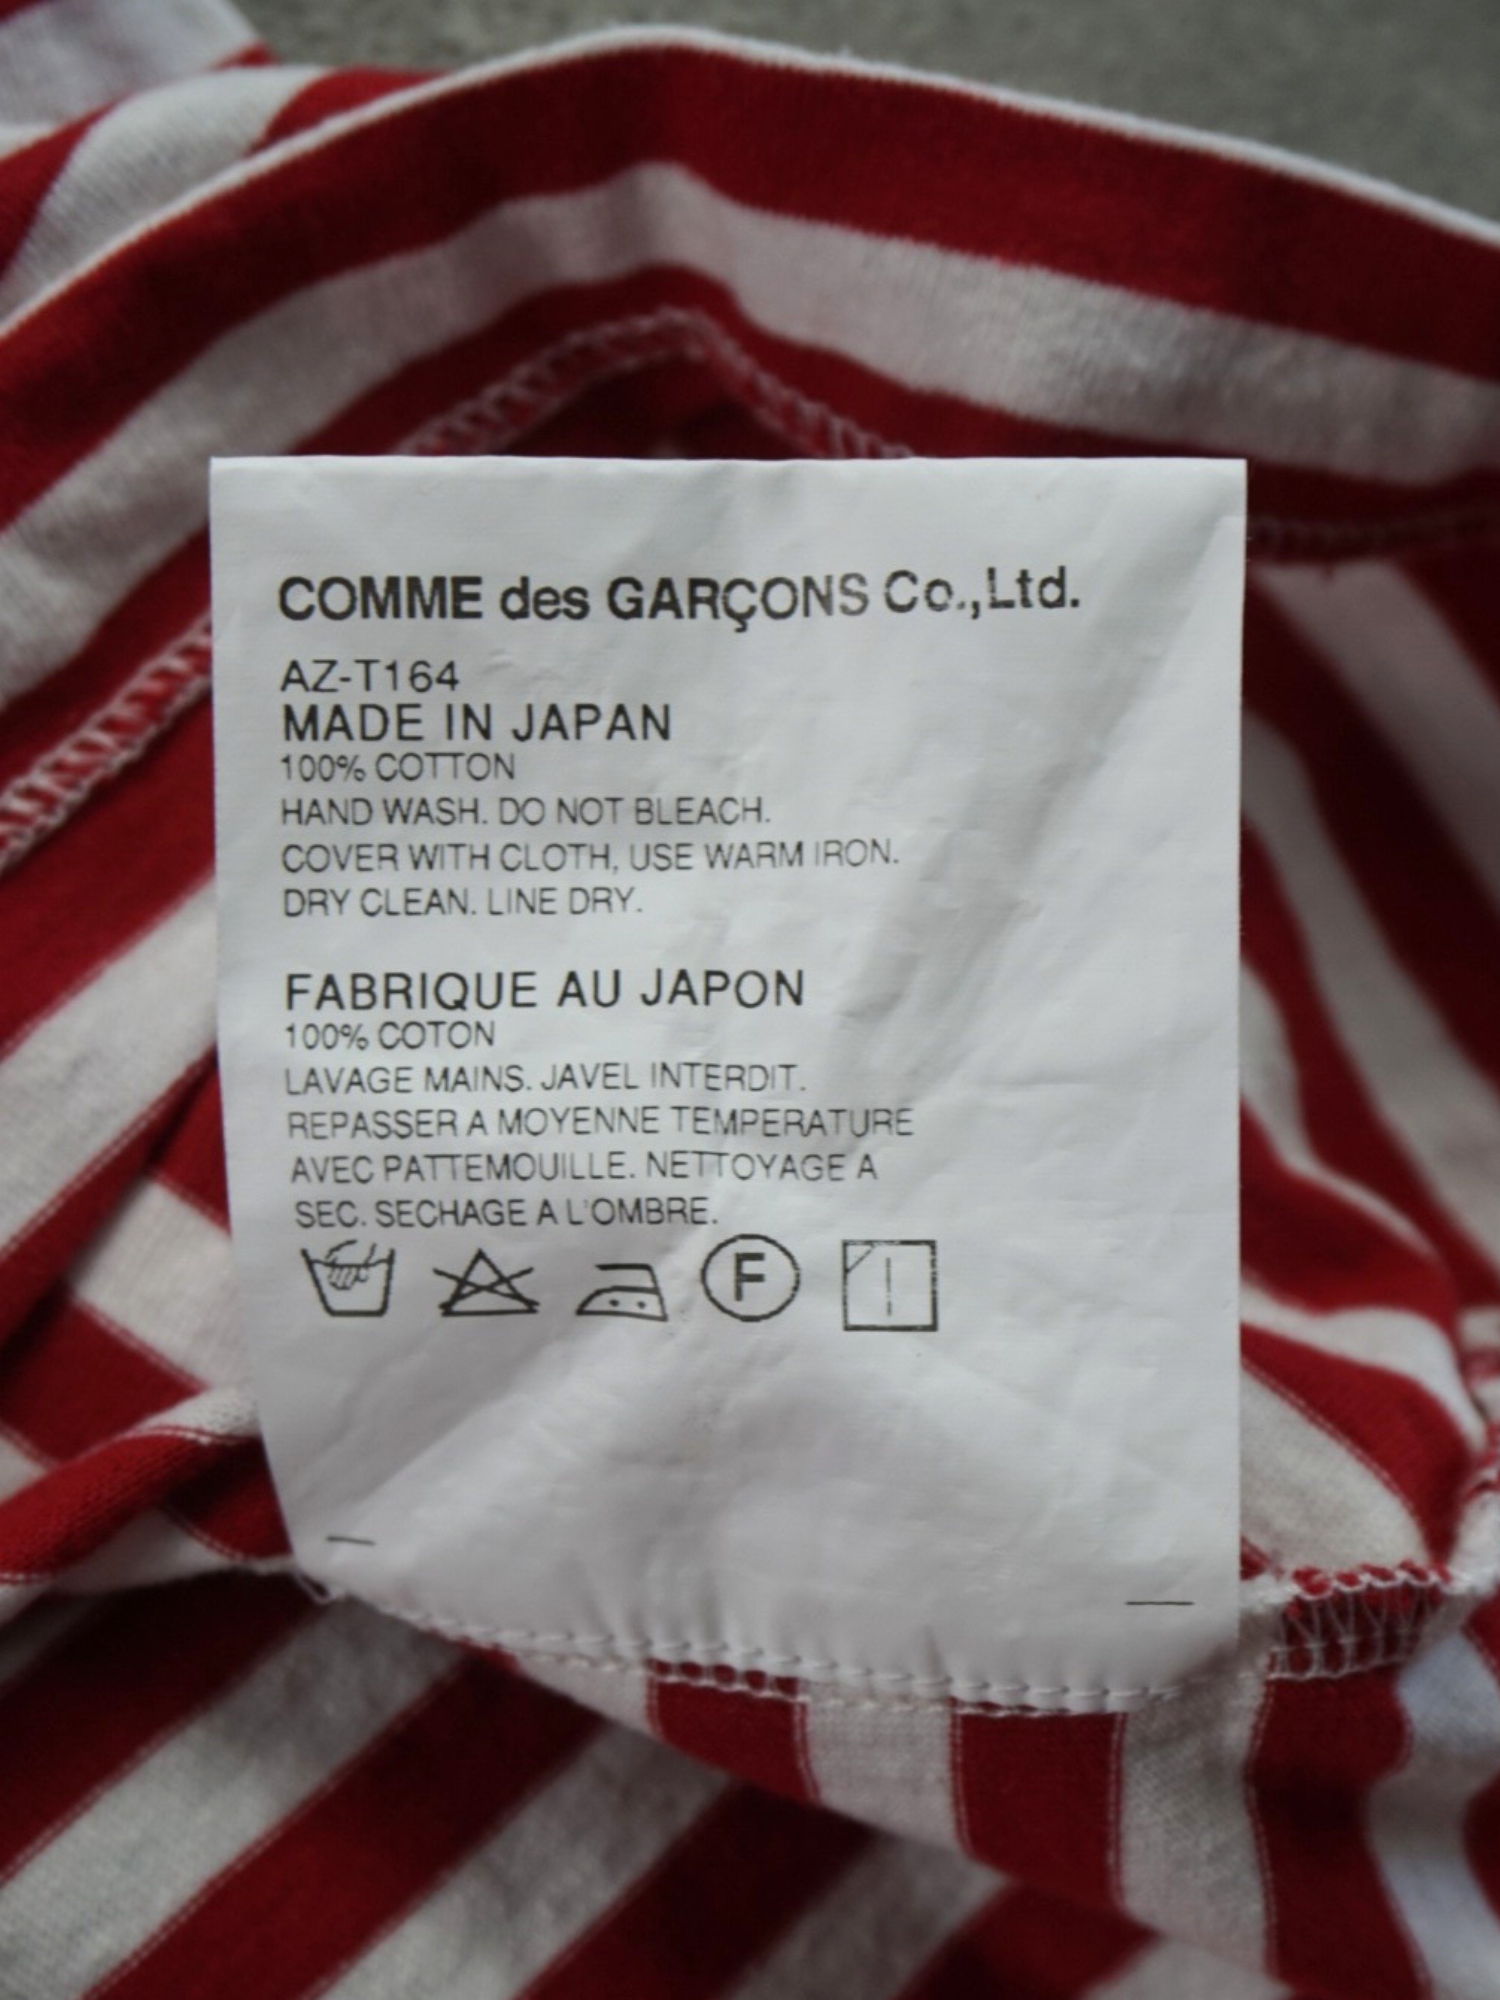 COMME des GARÇONS Co.,Ltd.
AZ-T164
MADE IN JAPAN
100% COTTON
HAND WASH. DO NOT BLEACH.
COVER WITH CLOTH, USE WARM IRON.
DRY CLEAN. LINE DRY.
FABRIQUE AU JAPON
100% COTON
LAVAGE MAINS. JAVEL INTERDIT.
REPASSER A MOYENNE TEMPERATURE
AVEC PATTEMOUILLE. NETTOYAGE A
SEC. SECHAGE A L'OMBRE.
F